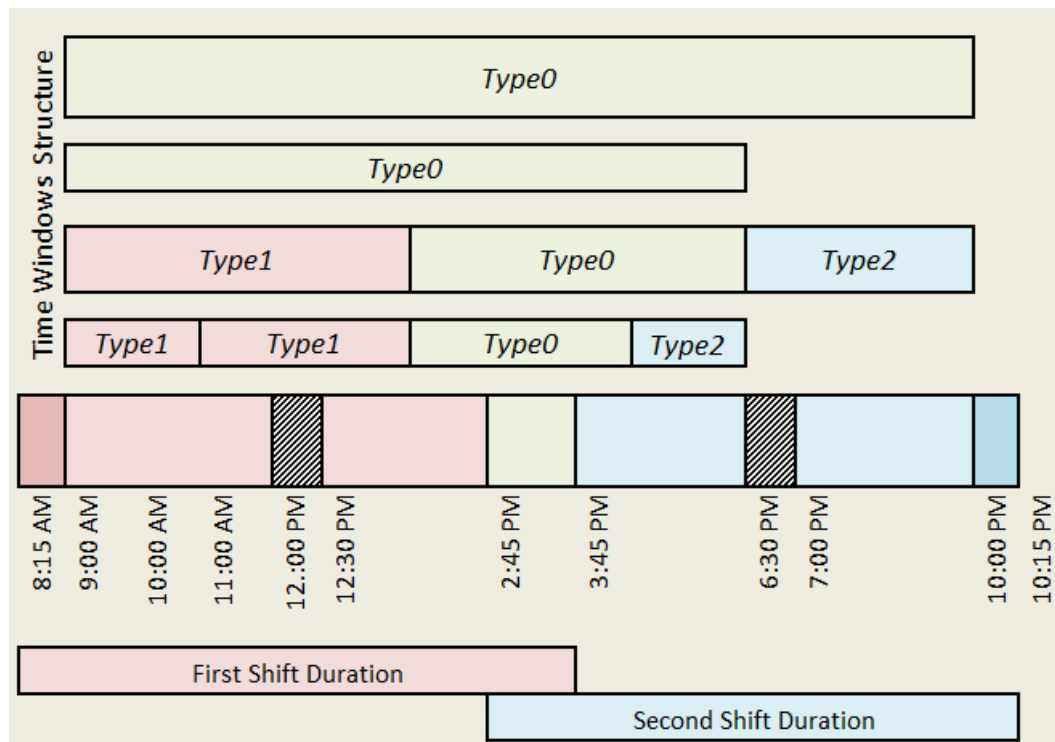 Time Windows Structure
Type0
Type0
Type1 Type0 Type2
Type1 Type1 Type0 Type2
8:15 AM
9:00 AM
10:00 AM
11:00 AM
12.:00 PM
12:30 PM
2:45 PM
3:45 PM
6:30 PM
7:00 PM
10:00 PM
10:15 PM
First Shift Duration
Second Shift Duration